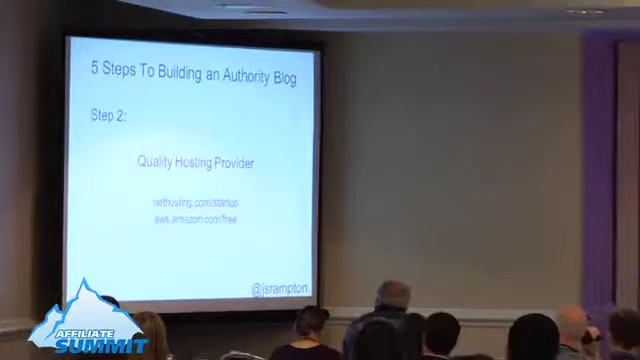 5 Steps To Building an Authority Blog
Step 2:
Quality Hosting Provider
nethosting.com/startup
aws.amazon.com/free
@jsrampton
AFFILIATE
SUMMIT